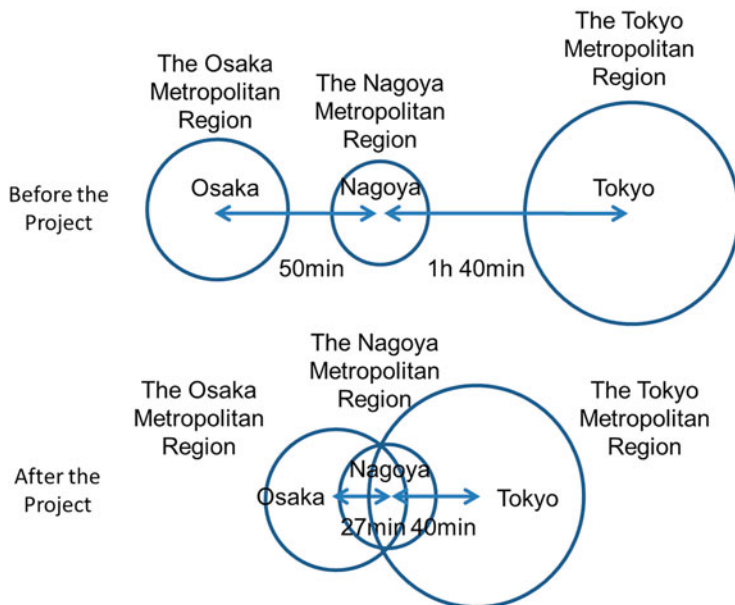 The Tokyo
Metropolitan
Region
The Osaka
Metropolitan
Region
The Nagoya
Metropolitan
Region
Before the
Project
Osaka
Nagoya
Tokyo
50min
1h 40min
The Nagoya
Metropolitan
Region
The Osaka
Metropolitan
Region
The Tokyo
Metropolitan
Region
After the
Project
Nagoya
Osaka
Tokyo
27min
40min